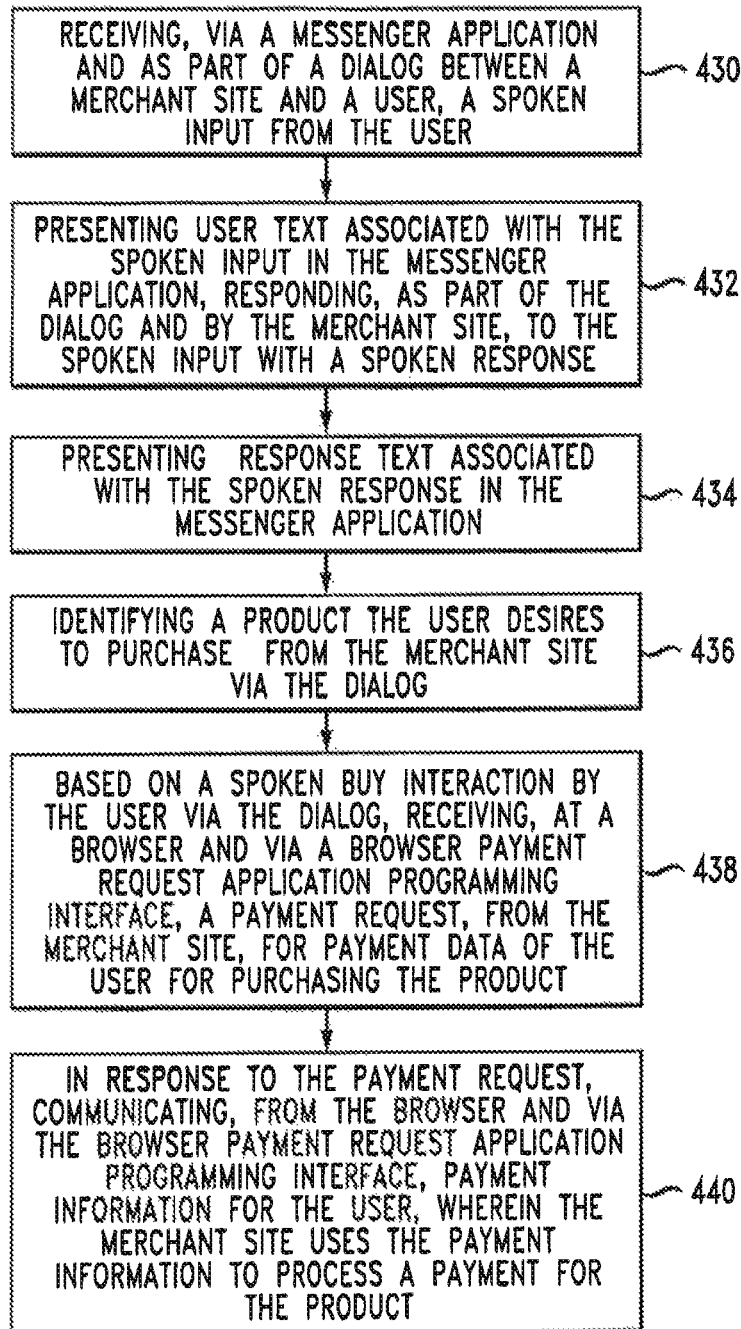 RECEIVING, VIA A MESSENGER APPLICATION
AND AS PART OF A DIALOG BETWEEN A
MERCHANT SITE AND A USER, A SPOKEN
INPUT FROM THE USER
430
PRESENTING USER TEXT ASSOCIATED WITH THE
SPOKEN INPUT IN THE MESSENGER
APPLICATION, RESPONDING, AS PART OF THE
DIALOG AND BY THE MERCHANT SITE, TO THE
SPOKEN INPUT WITH A SPOKEN RESPONSE
432
PRESENTING RESPONSE TEXT ASSOCIATED
WITH THE SPOKEN RESPONSE IN THE
MESSENGER APPLICATION
434
IDENTIFYING A PRODUCT THE USER DESIRES
TO PURCHASE FROM THE MERCHANT SITE
VIA THE DIALOG
436
BASED ON A SPOKEN BUY INTERACTION BY
THE USER VIA THE DIALOG, RECEIVING, AT A
BROWSER AND VIA A BROWSER PAYMENT
REQUEST APPLICATION PROGRAMMING
INTERFACE, A PAYMENT REQUEST, FROM THE
MERCHANT SITE, FOR PAYMENT DATA OF THE
USER FOR PURCHASING THE PRODUCT
438
IN RESPONSE TO THE PAYMENT REQUEST,
COMMUNICATING, FROM THE BROWSER AND VIA
THE BROWSER PAYMENT REQUEST APPLICATION
PROGRAMMING INTERFACE, PAYMENT
INFORMATION FOR THE USER, WHEREIN THE
MERCHANT SITE USES THE PAYMENT
INFORMATION TO PROCESS A PAYMENT FOR
THE PRODUCT
440